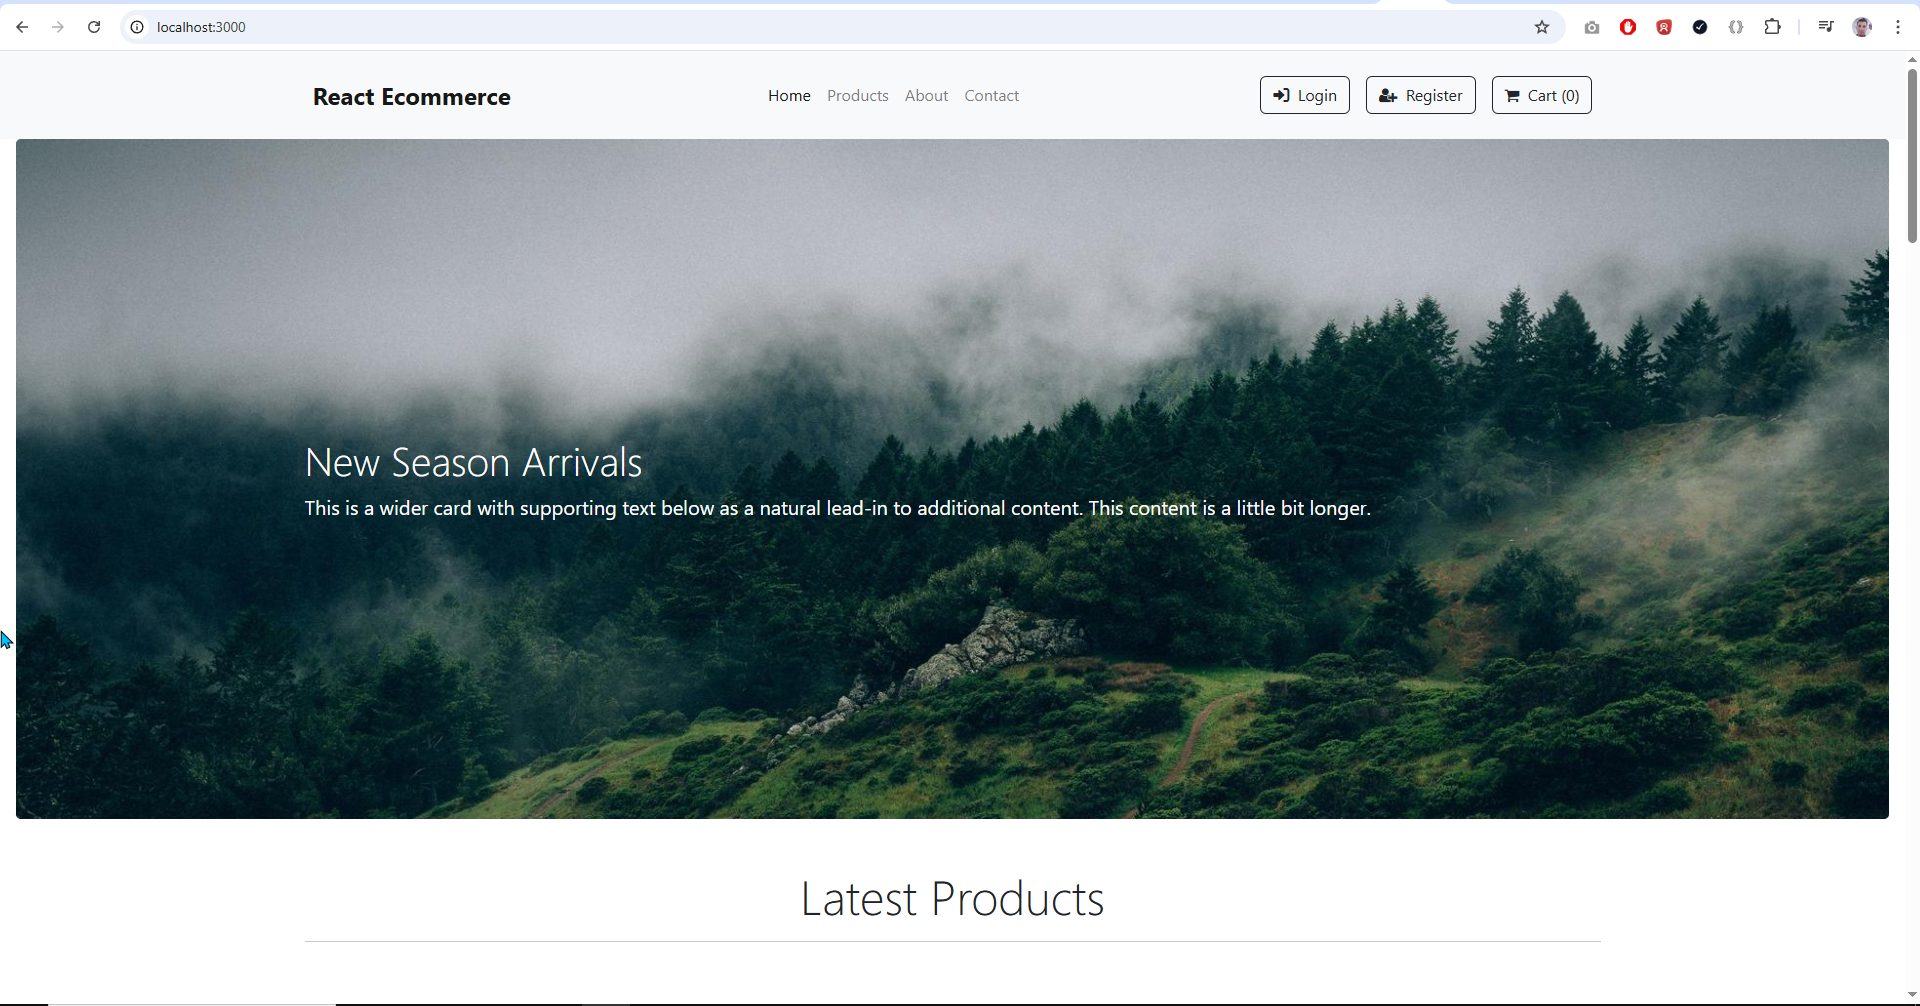 localhost:3000
React Ecommerce
Home Products About Contact
Login Register Cart (0)
New Season Arrivals
This is a wider card with supporting text below as a natural lead-in to additional content. This content is a little bit longer.
Latest Products